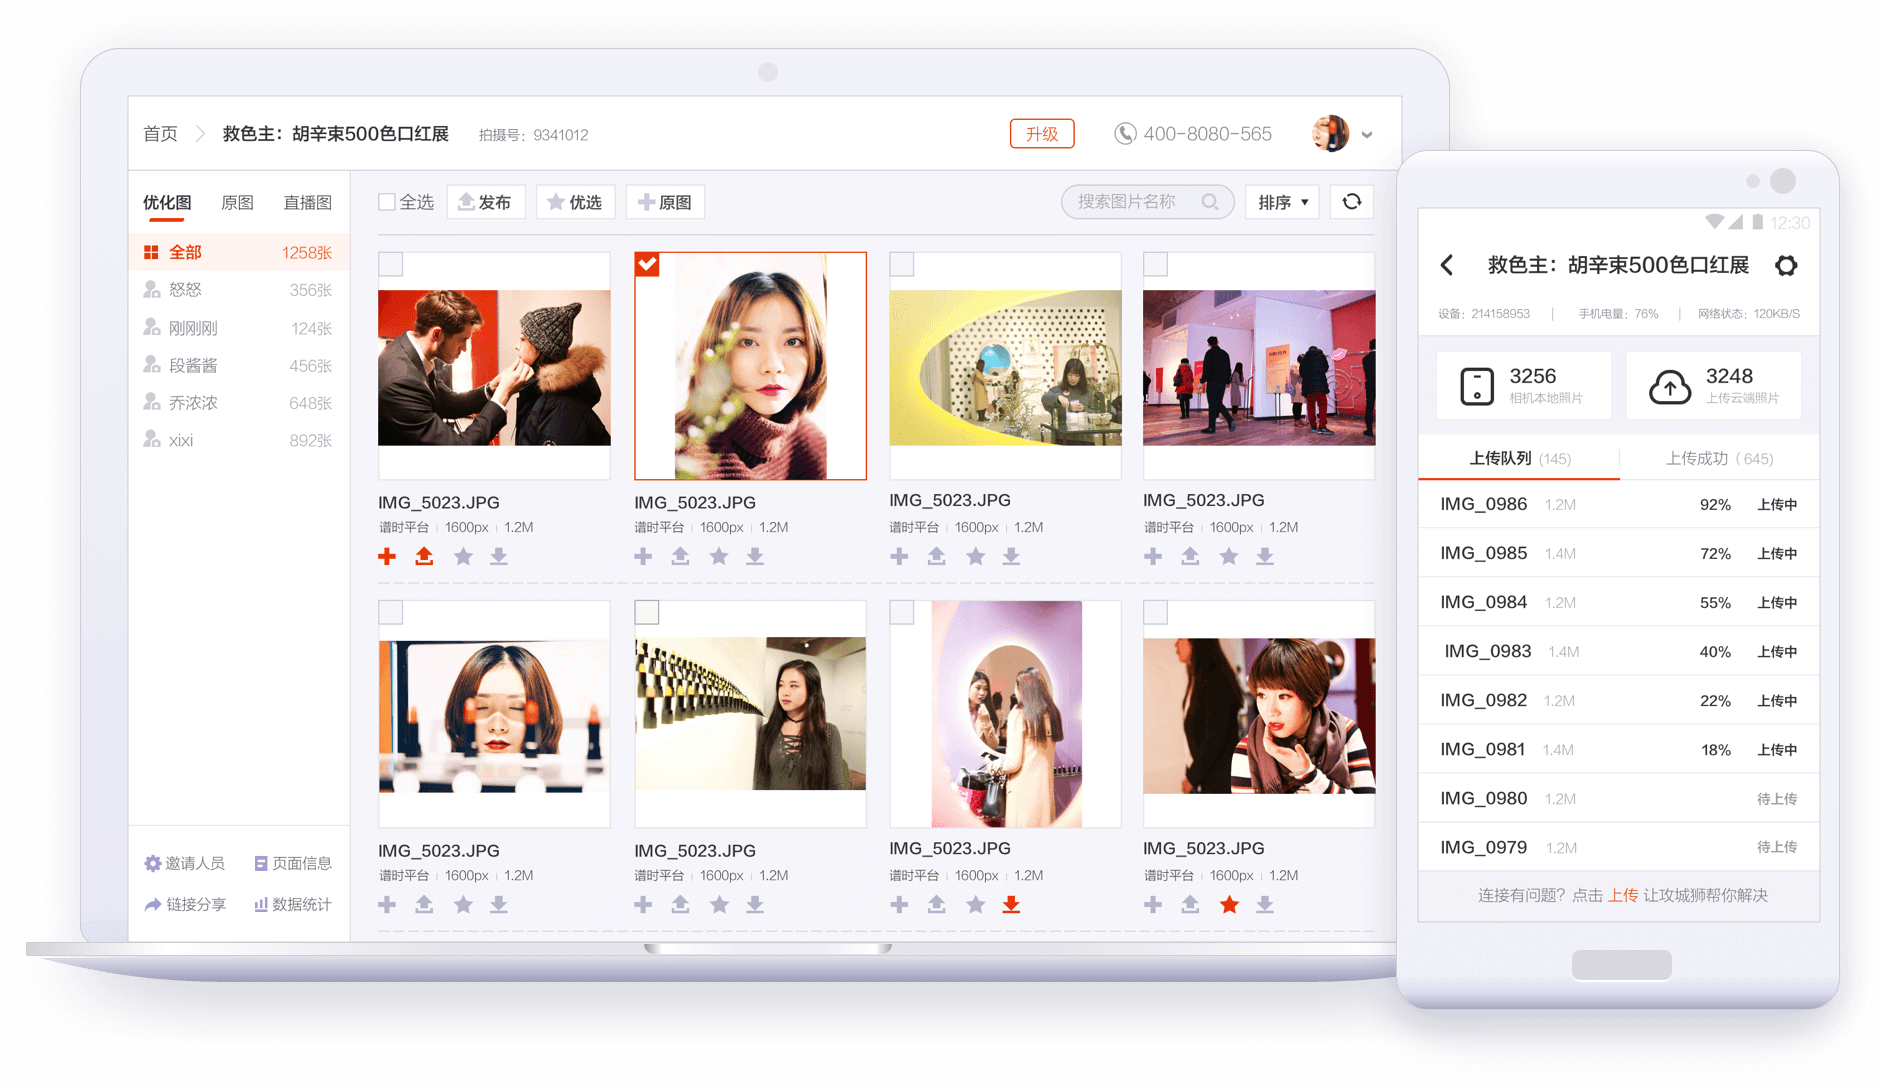 首页 救色主：胡辛束500色口红展 拍摄号：9341012 升级 400-8080-565
优化图 原图 直播图
全部 1258张
怒怒 356张
刚刚刚 124张
段酱酱 456张
乔浓浓 648张
xixi 892张
邀请人员 页面信息
链接分享 数据统计
全选 发布 优选 原图 搜索图片名称 排序
IMG_5023.JPG IMG_5023.JPG IMG_5023.JPG IMG_5023.JPG
谱时平台 1600px 1.2M 谱时平台 1600px 1.2M 谱时平台 1600px 1.2M 谱时平台 1600px 1.2M
IMG_5023.JPG IMG_5023.JPG IMG_5023.JPG IMG_5023.JPG
谱时平台 1600px 1.2M 谱时平台 1600px 1.2M 谱时平台 1600px 1.2M 谱时平台 1600px 1.2M
12:30
救色主：胡辛束500色口红展
设备：214158953 手机电量：76% 网络状态：120KB/S
3256 3248
相机本地照片 上传云端照片
上传队列 (145) 上传成功 ( 645)
IMG_0986 1.2M 92% 上传中
IMG_0985 1.4M 72% 上传中
IMG_0984 1.2M 55% 上传中
IMG_0983 1.4M 40% 上传中
IMG_0982 1.2M 22% 上传中
IMG_0981 1.4M 18% 上传中
IMG_0980 1.2M 待上传
IMG_0979 1.2M 待上传
连接有问题？点击 上传 让攻城狮帮你解决